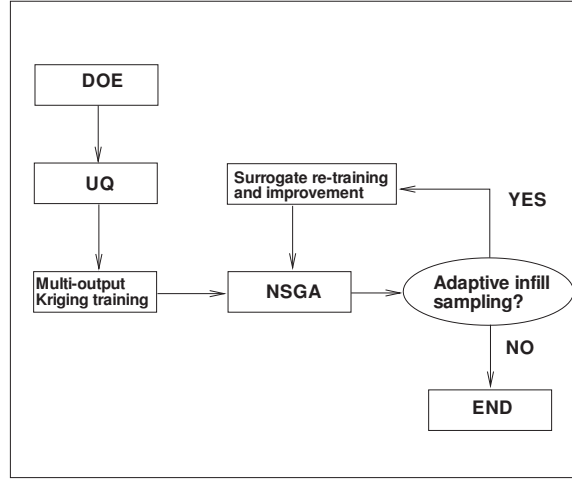 DOE
UQ
Multi-output
Kriging training
Surrogate re-training
and improvement
NSGA
YES
Adaptive infill
sampling?
NO
END